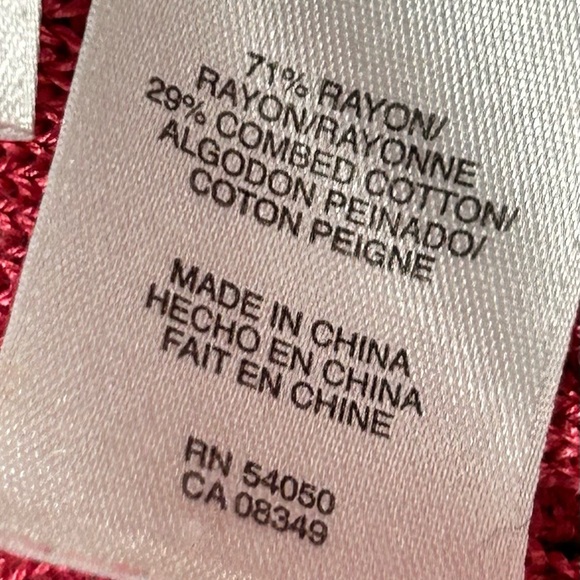 71% RAYON/
RAYON/RAYONNE
29% COMBED COTTON/
ALGODON PEINADO/
COTON PEIGNE
MADE IN CHINA
HECHO EN CHINA
FAIT EN CHINE
RN 54050
CA 08349